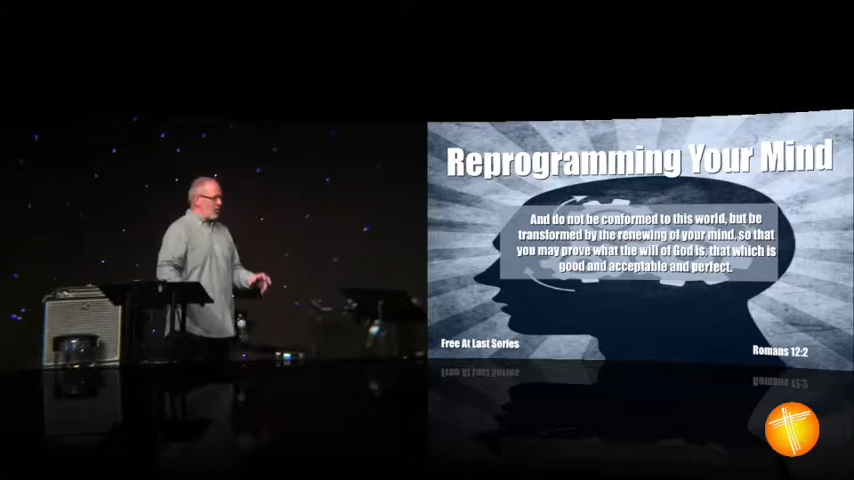 Reprogramming Your Mind
And do not be conformed to this world, but be
transformed by the renewing of your mind, so that
you may prove what the will of God is, that which is
good and acceptable and perfect.
Free At Last Series
Romans 12:2